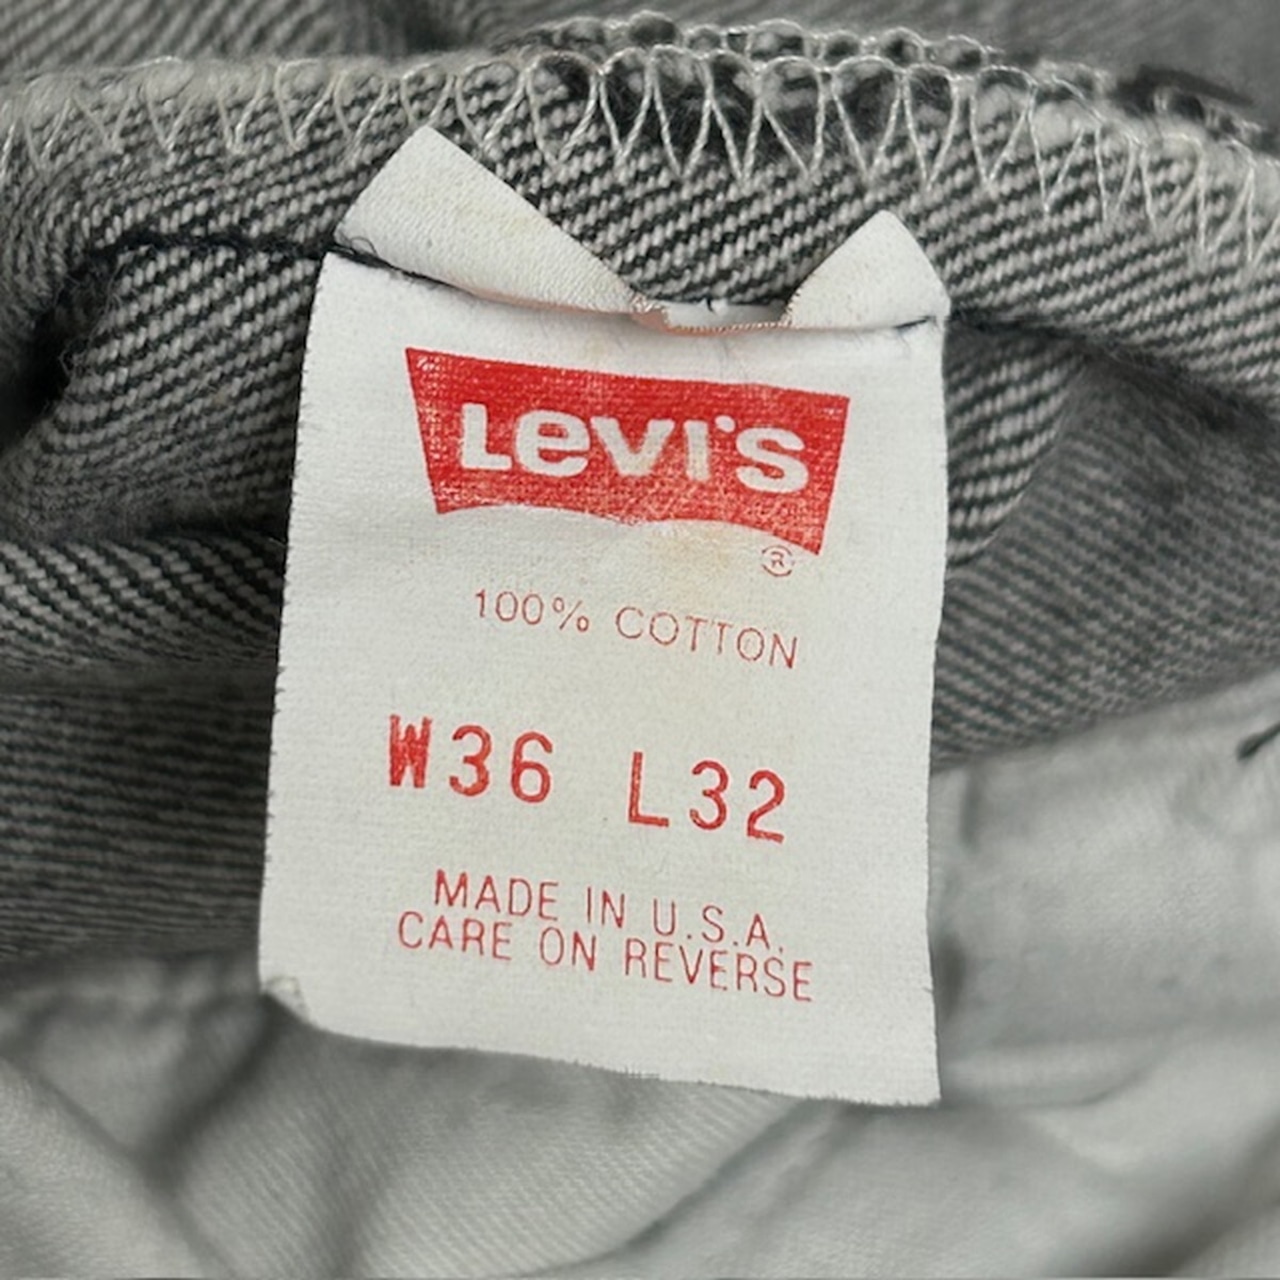 Levi's
®
100% COTTON
W36 L32
MADE IN U.S.A.
CARE ON REVERSE